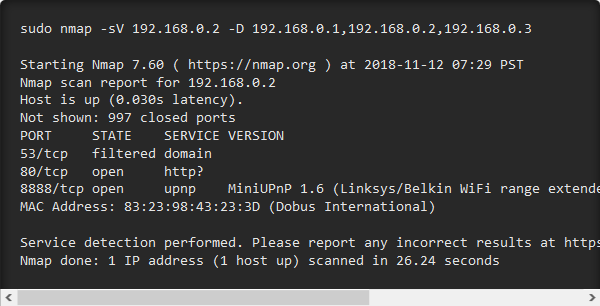 sudo nmap -sV 192.168.0.2 -D 192.168.0.1,192.168.0.2,192.168.0.3
Starting Nmap 7.60 ( https://nmap.org ) at 2018-11-12 07:29 PST
Nmap scan report for 192.168.0.2
Host is up (0.030s latency).
Not shown: 997 closed ports
PORT     STATE    SERVICE VERSION
53/tcp   filtered domain
80/tcp   open     http?
8888/tcp open     upnp    MiniUPnP 1.6 (Linksys/Belkin WiFi range extende
MAC Address: 83:23:98:43:23:3D (Dobus International)
Service detection performed. Please report any incorrect results at https
Nmap done: 1 IP address (1 host up) scanned in 26.24 seconds